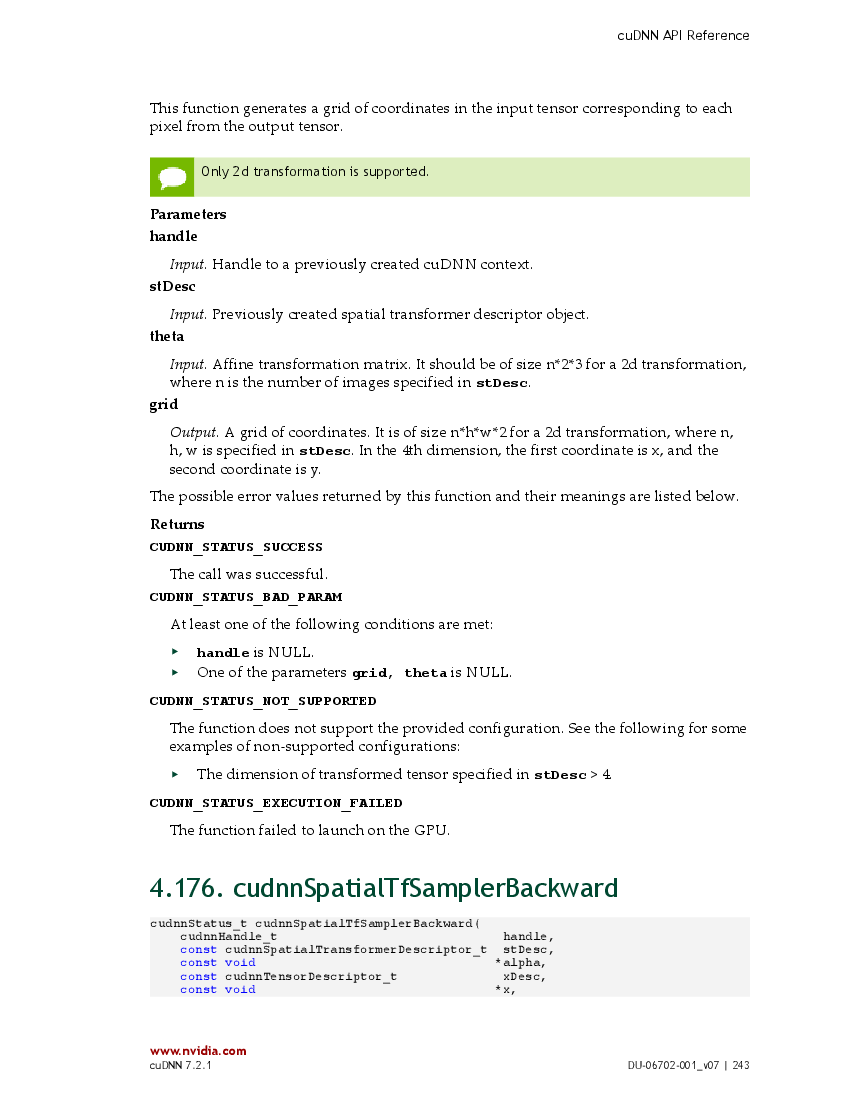 cuDNN API Reference
This function generates a grid of coordinates in the input tensor corresponding to each
pixel from the output tensor.
Only 2d transformation is supported.
Parameters
handle
Input. Handle to a previously created cuDNN context.
stDesc
Input. Previously created spatial transformer descriptor object.
theta
Input. Affine transformation matrix. It should be of size n*2*3 for a 2d transformation,
where n is the number of images specified in stDesc.
grid
Output. A grid of coordinates. It is of size n*h*w*2 for a 2d transformation, where n,
h, w is specified in stDesc. In the 4th dimension, the first coordinate is x, and the
second coordinate is y.
The possible error values returned by this function and their meanings are listed below.
Returns
CUDNN_STATUS_SUCCESS
The call was successful.
CUDNN_STATUS_BAD_PARAM
At least one of the following conditions are met:
▸ handle is NULL.
▸ One of the parameters grid, theta is NULL.
CUDNN_STATUS_NOT_SUPPORTED
The function does not support the provided configuration. See the following for some
examples of non-supported configurations:
▸ The dimension of transformed tensor specified in stDesc > 4.
CUDNN_STATUS_EXECUTION_FAILED
The function failed to launch on the GPU.
4.176. cudnnSpatialTfSamplerBackward
cudnnStatus_t cudnnSpatialTfSamplerBackward(
cudnnHandle_t handle,
const cudnnSpatialTransformerDescriptor_t stDesc,
const void *alpha,
const cudnnTensorDescriptor_t xDesc,
const void *x,
www.nvidia.com
cuDNN 7.2.1 DU-06702-001_v07 | 243